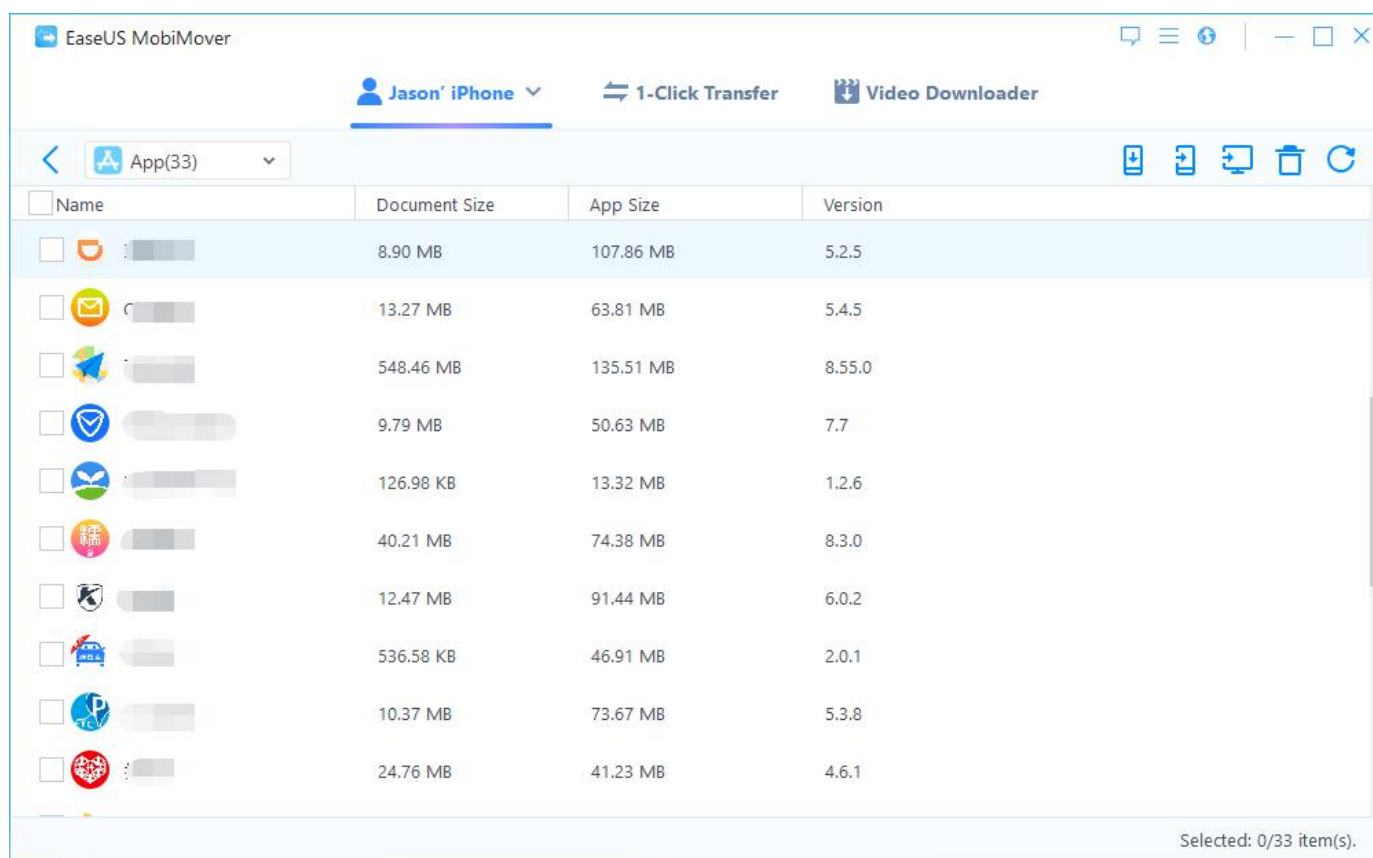 EaseUS MobiMover
Jason' iPhone 1-Click Transfer Video Downloader
App(33)
Name Document Size App Size Version
8.90 MB 107.86 MB 5.2.5
13.27 MB 63.81 MB 5.4.5
548.46 MB 135.51 MB 8.55.0
9.79 MB 50.63 MB 7.7
126.98 KB 13.32 MB 1.2.6
糯 40.21 MB 74.38 MB 8.3.0
12.47 MB 91.44 MB 6.0.2
536.58 KB 46.91 MB 2.0.1
P ETC 10.37 MB 73.67 MB 5.3.8
24.76 MB 41.23 MB 4.6.1
Selected: 0/33 item(s).